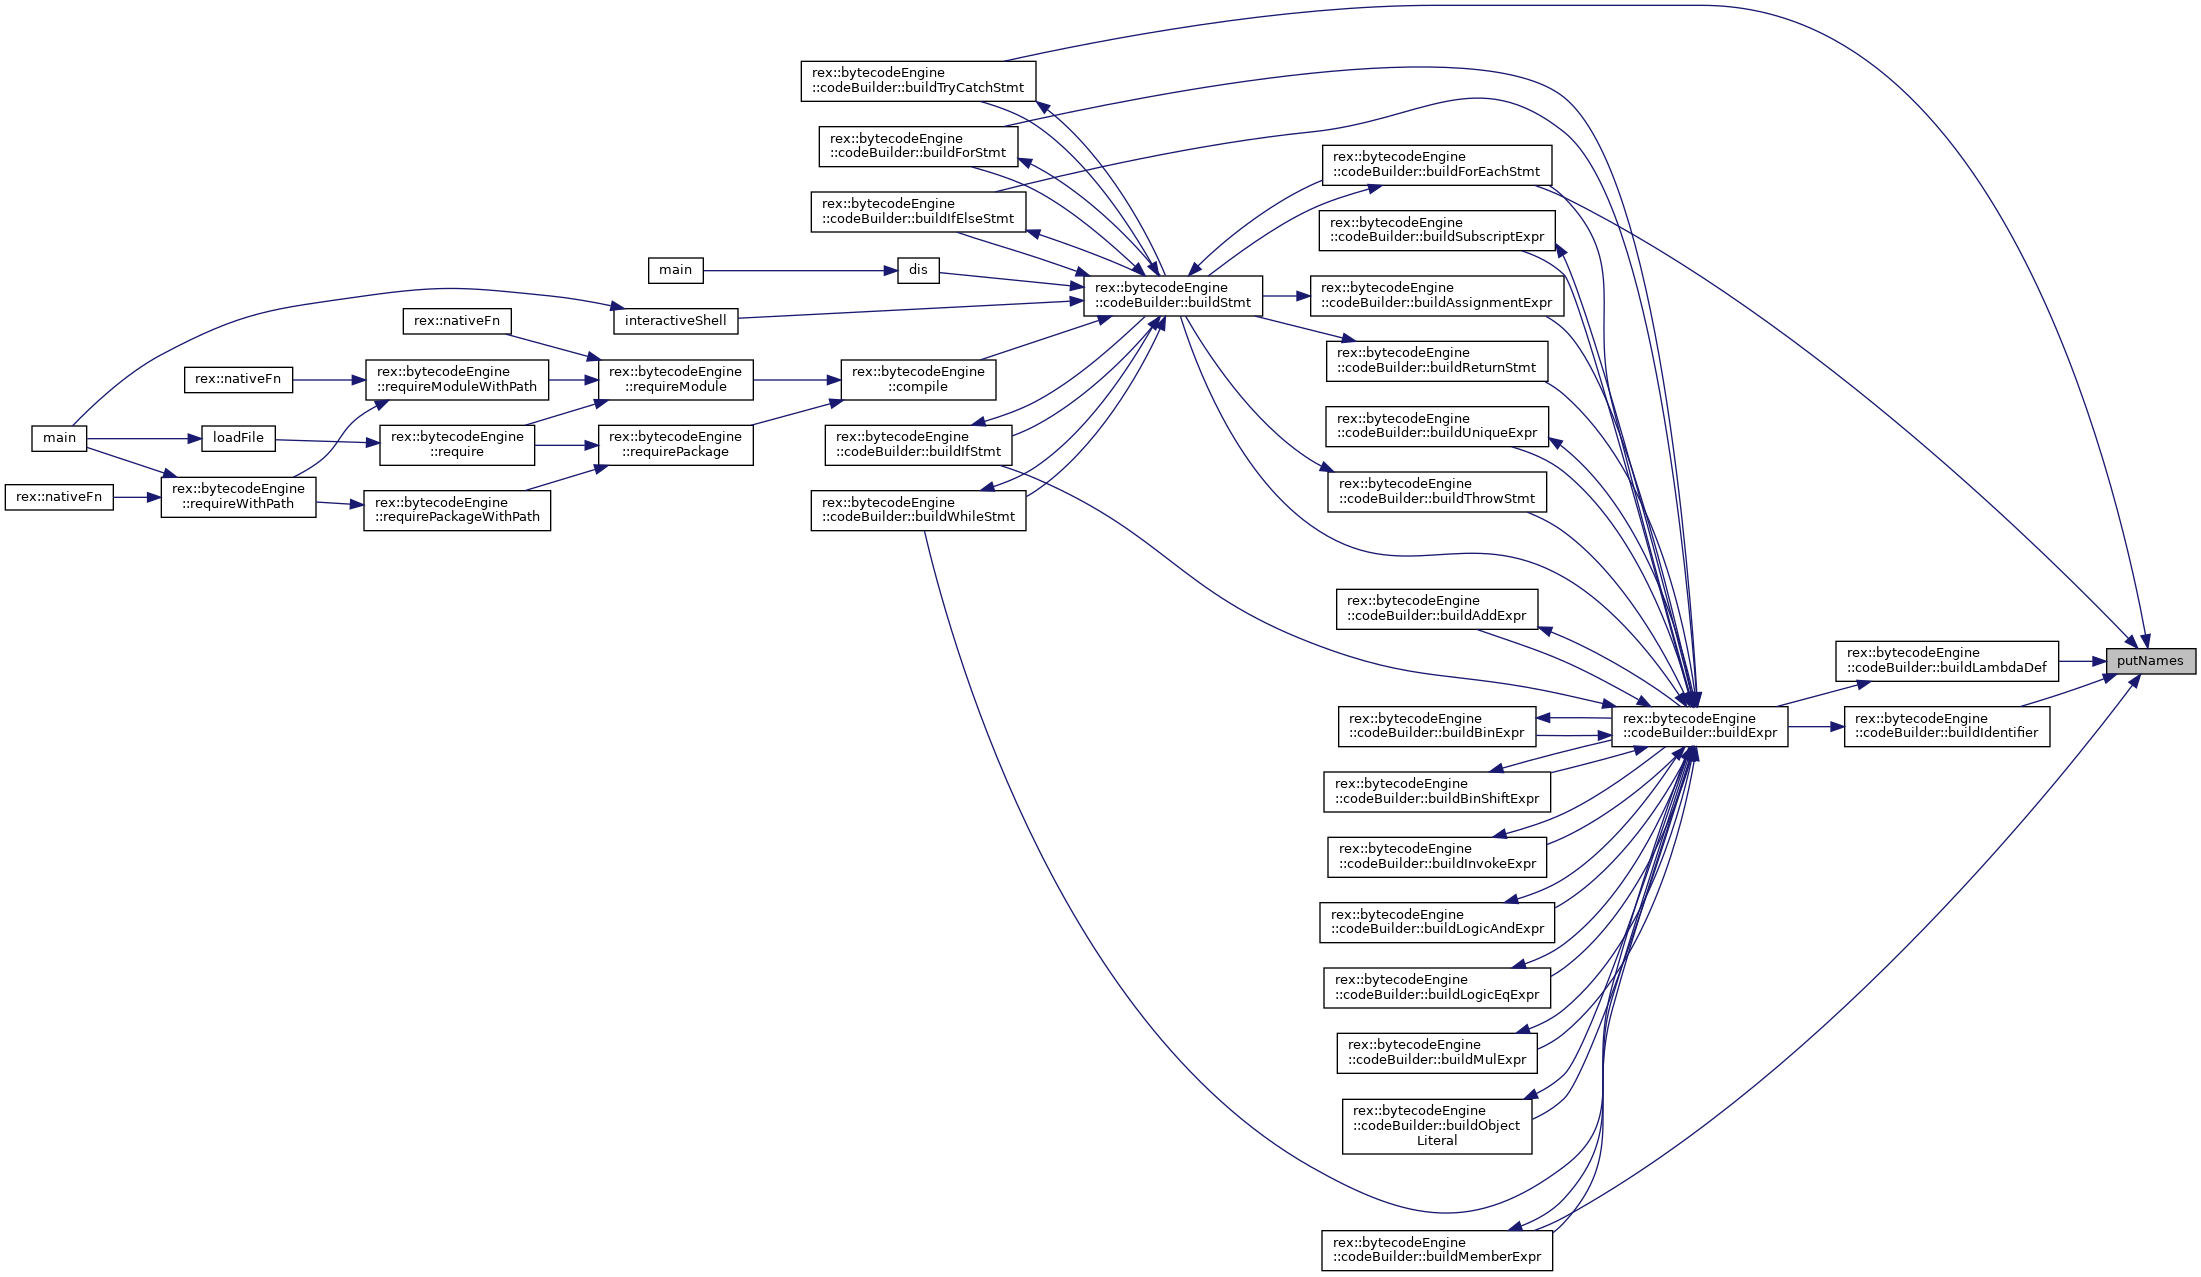 rex::bytecodeEngine
::codeBuilder::buildTryCatchStmt
rex::bytecodeEngine
::codeBuilder::buildForStmt
rex::bytecodeEngine
::codeBuilder::buildIfElseStmt
main
dis
interactiveShell
rex::nativeFn
rex::nativeFn
rex::bytecodeEngine
::requireModuleWithPath
rex::bytecodeEngine
::requireModule
rex::bytecodeEngine
::compile
main
loadFile
rex::bytecodeEngine
::require
rex::bytecodeEngine
::requirePackage
rex::bytecodeEngine
::codeBuilder::buildIfStmt
rex::nativeFn
rex::bytecodeEngine
::requireWithPath
rex::bytecodeEngine
::requirePackageWithPath
rex::bytecodeEngine
::codeBuilder::buildWhileStmt
rex::bytecodeEngine
::codeBuilder::buildStmt
rex::bytecodeEngine
::codeBuilder::buildForEachStmt
rex::bytecodeEngine
::codeBuilder::buildSubscriptExpr
rex::bytecodeEngine
::codeBuilder::buildAssignmentExpr
rex::bytecodeEngine
::codeBuilder::buildReturnStmt
rex::bytecodeEngine
::codeBuilder::buildUniqueExpr
rex::bytecodeEngine
::codeBuilder::buildThrowStmt
rex::bytecodeEngine
::codeBuilder::buildAddExpr
rex::bytecodeEngine
::codeBuilder::buildBinExpr
rex::bytecodeEngine
::codeBuilder::buildBinShiftExpr
rex::bytecodeEngine
::codeBuilder::buildInvokeExpr
rex::bytecodeEngine
::codeBuilder::buildLogicAndExpr
rex::bytecodeEngine
::codeBuilder::buildLogicEqExpr
rex::bytecodeEngine
::codeBuilder::buildMulExpr
rex::bytecodeEngine
::codeBuilder::buildObject
Literal
rex::bytecodeEngine
::codeBuilder::buildMemberExpr
rex::bytecodeEngine
::codeBuilder::buildExpr
rex::bytecodeEngine
::codeBuilder::buildLambdaDef
rex::bytecodeEngine
::codeBuilder::buildIdentifier
putNames